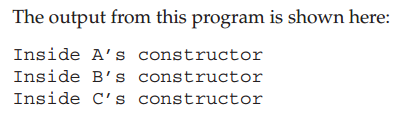 The output from this program is shown here:
Inside A's constructor
Inside B's constructor
Inside C's constructor